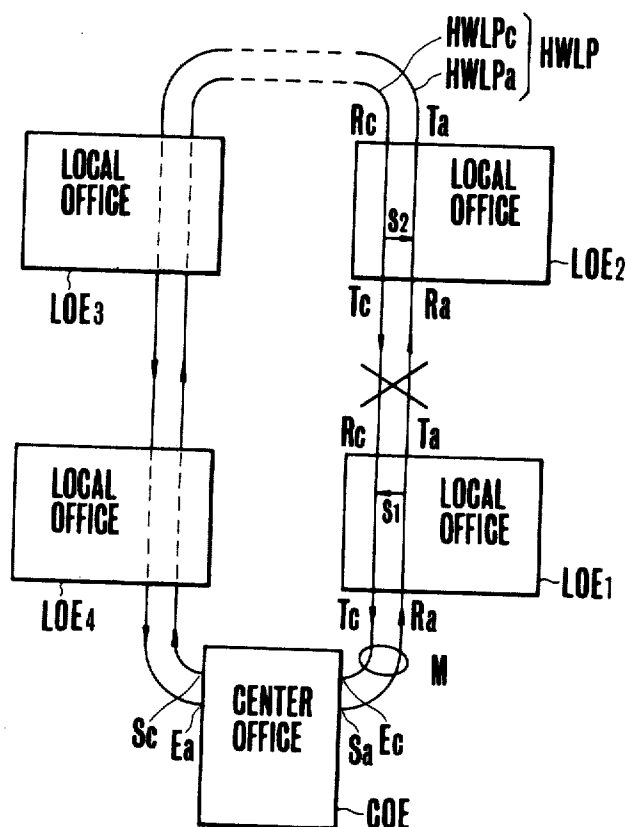 HWLPc
HWLPa
HWLP
Rc
Ta
LOCAL
OFFICE
LOCAL
OFFICE
S2
LOE3
LOE2
Tc
Ra
Rc
Ta
LOCAL
OFFICE
LOCAL
OFFICE
S1
LOE4
LOE1
Tc
Ra
M
Sc
Ea
CENTER
OFFICE
Sa
Ec
COE